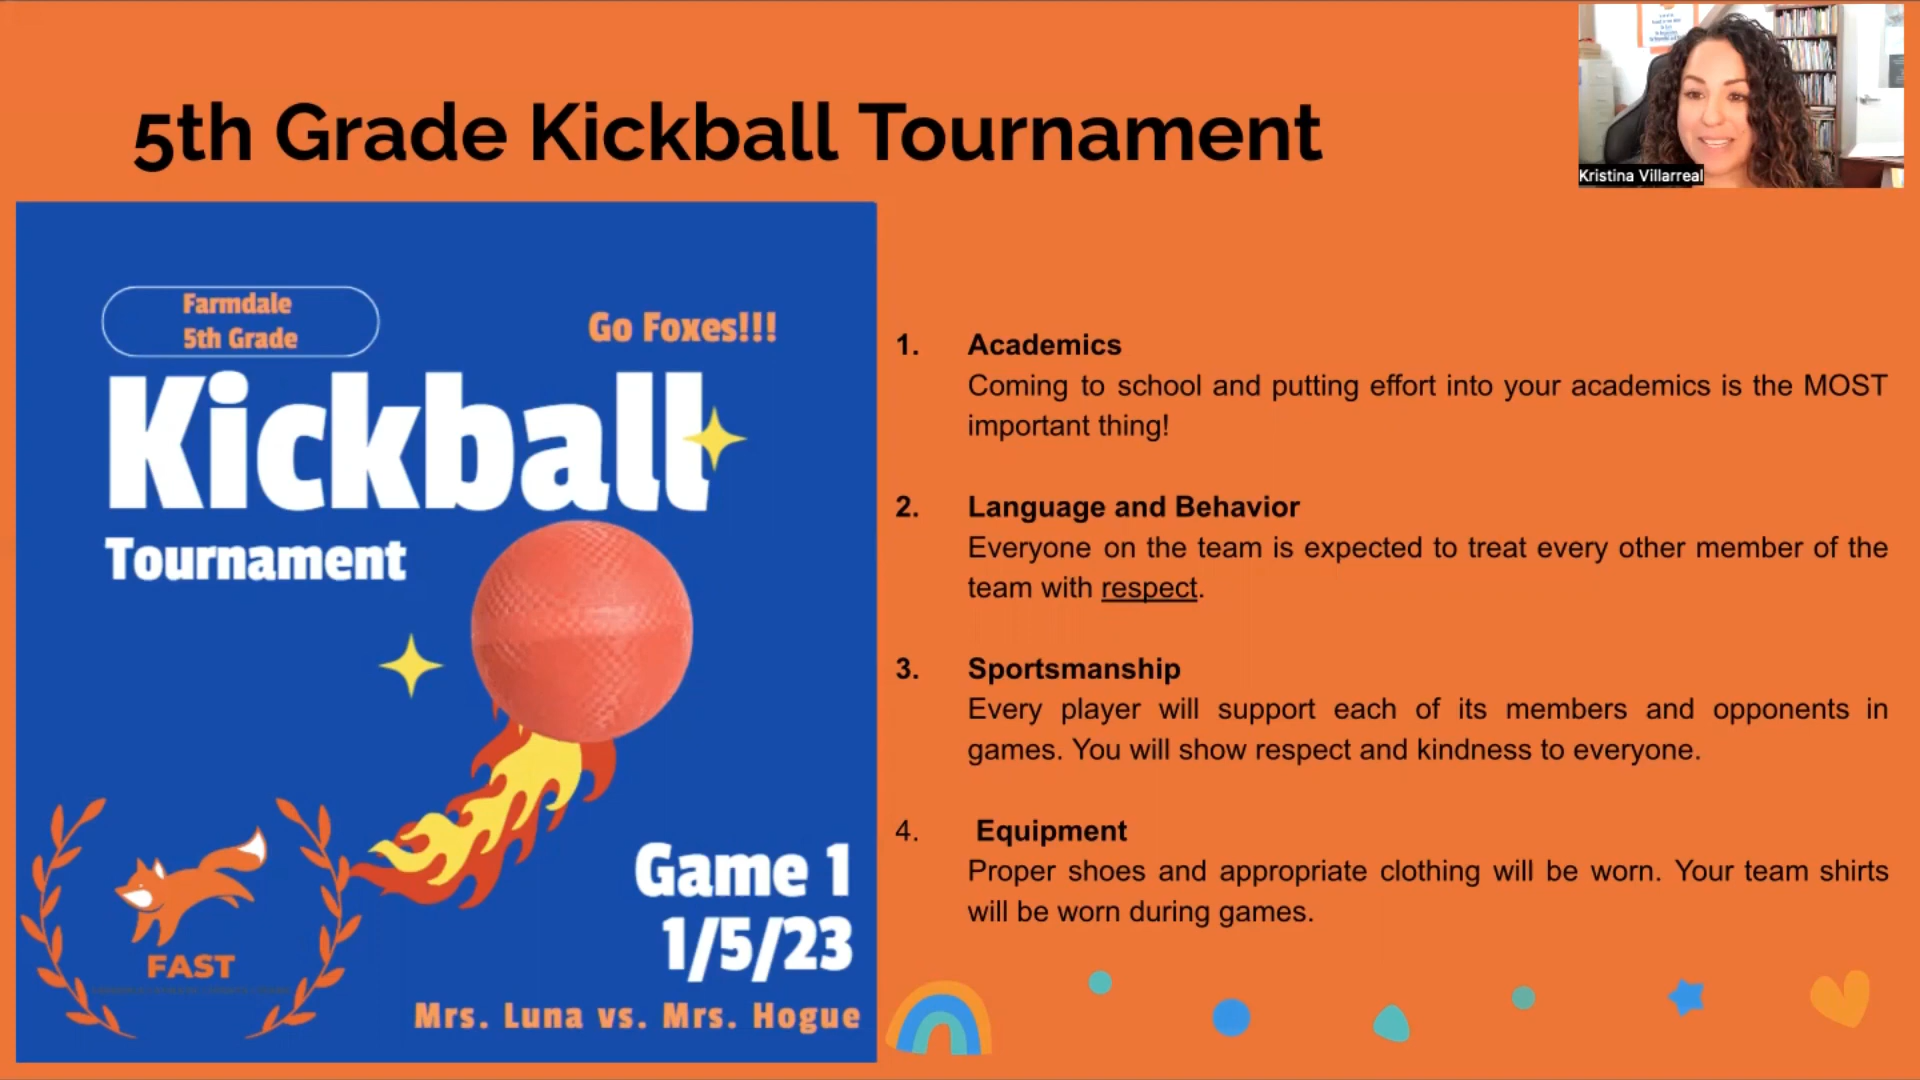 5th Grade Kickball Tournament
Kristina Villarreal
Farmdale
5th Grade
Go Foxes!!!
Kickball
Tournament
FAST
Game 1
1/5/23
Mrs. Luna vs. Mrs. Hogue
1. Academics
Coming to school and putting effort into your academics is the MOST
important thing!
2. Language and Behavior
Everyone on the team is expected to treat every other member of the
team with respect.
3. Sportsmanship
Every player will support each of its members and opponents in
games. You will show respect and kindness to everyone.
4. Equipment
Proper shoes and appropriate clothing will be worn. Your team shirts
will be worn during games.